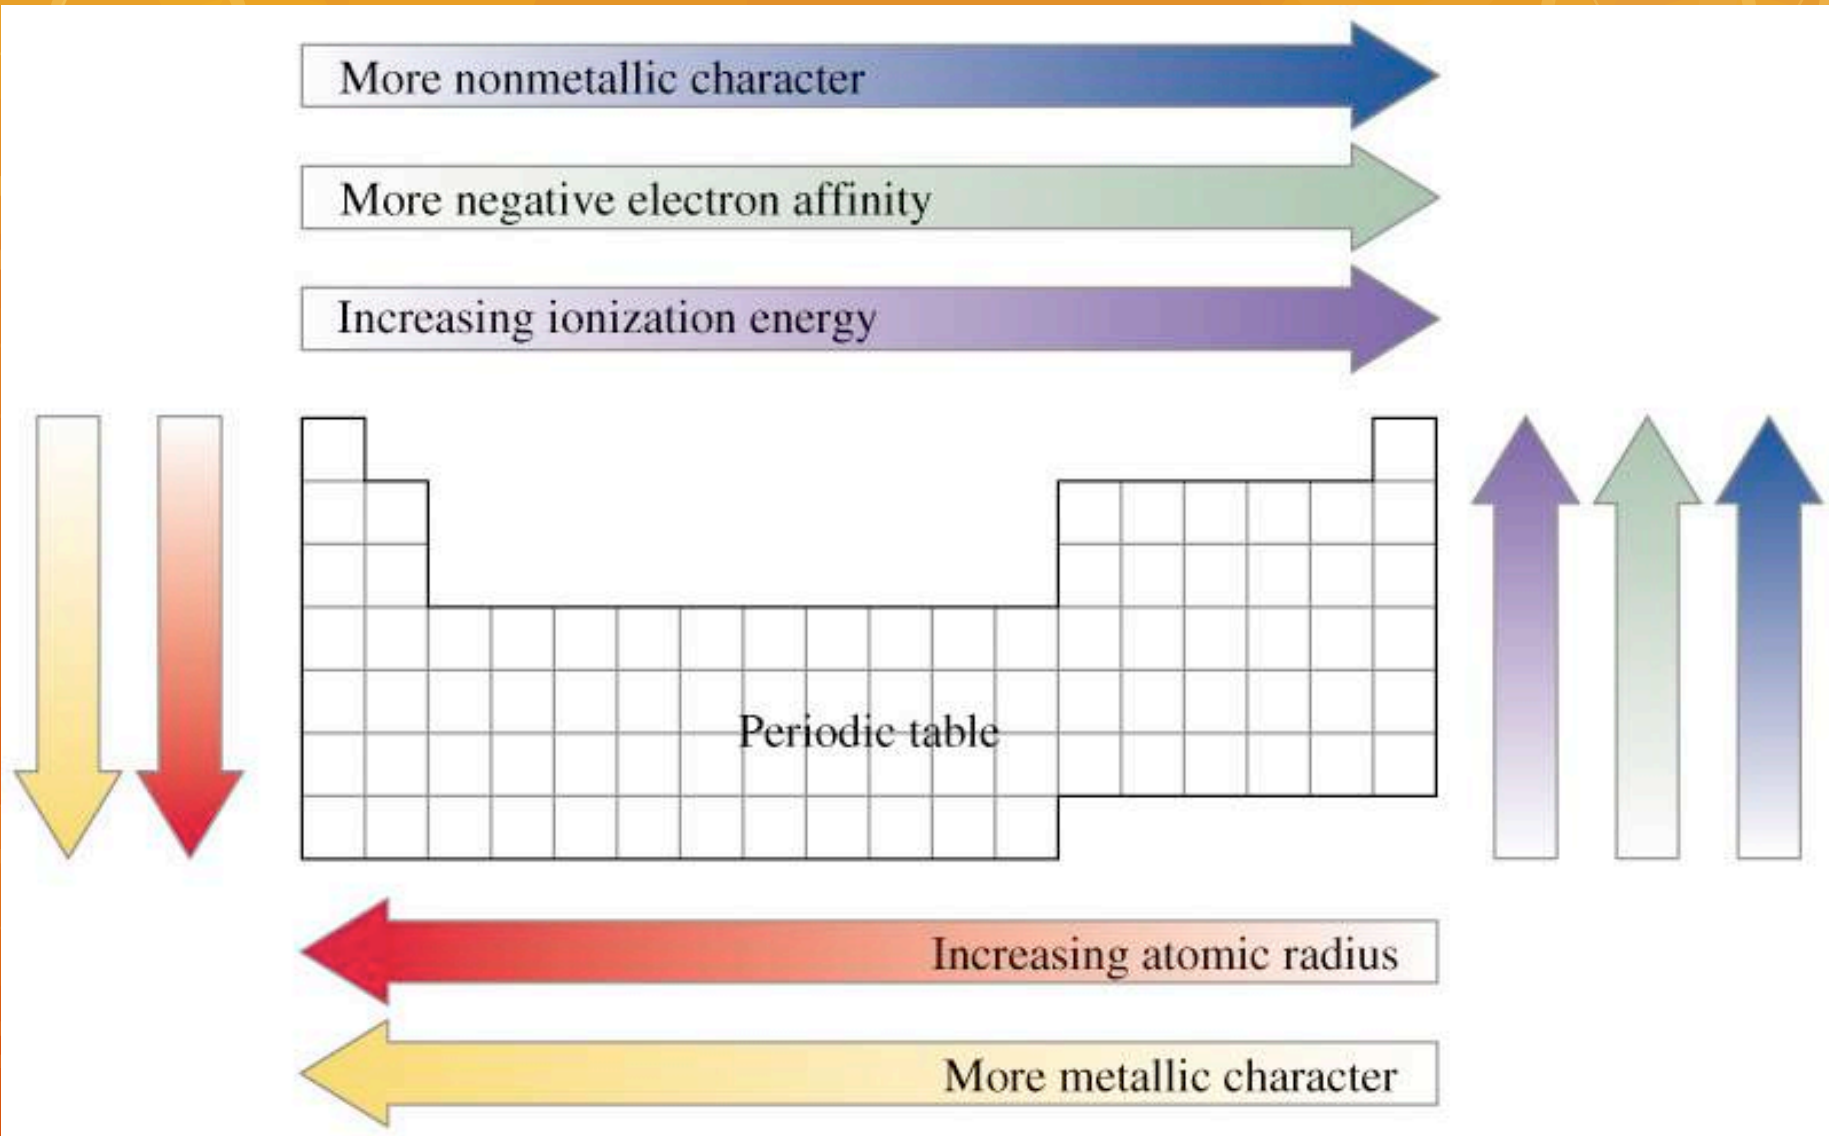 More nonmetallic character
More negative electron affinity
Increasing ionization energy
Periodic table
Increasing atomic radius
More metallic character